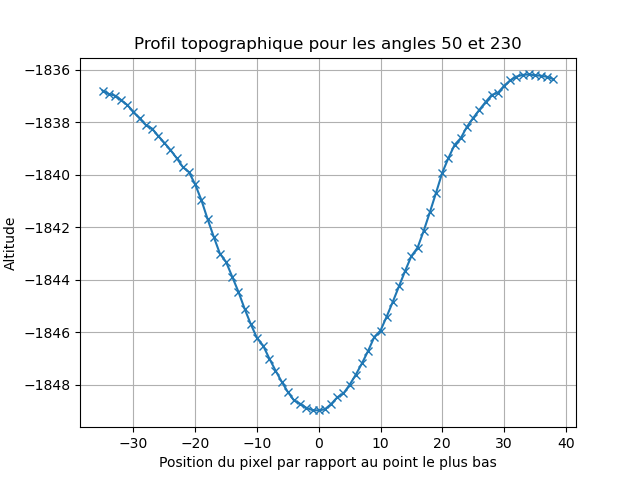 Profil topographique pour les angles 50 et 230
−1836
−1838
−1840
−1842
−1844
−1846
−1848
Altitude
−30 −20 −10 0 10 20 30 40
Position du pixel par rapport au point le plus bas